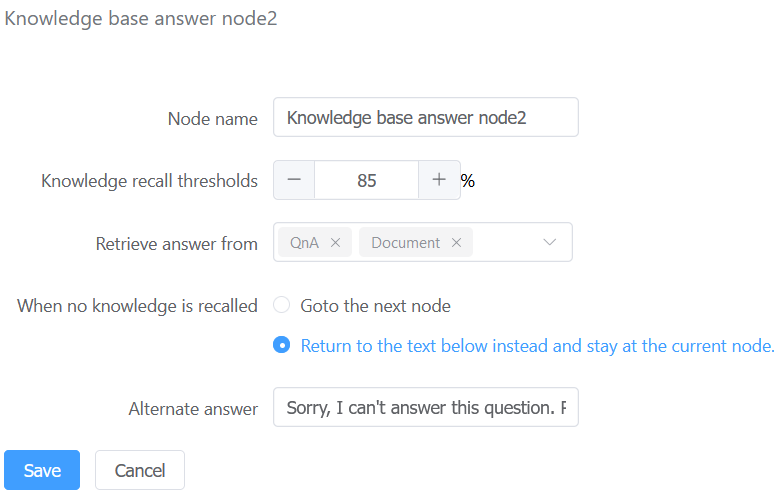 Knowledge base answer node2
Node name Knowledge base answer node2
Knowledge recall thresholds 85 %
Retrieve answer from QnA Document
When no knowledge is recalled Goto the next node
Return to the text below instead and stay at the current node.
Alternate answer Sorry, I can't answer this question.
Save Cancel